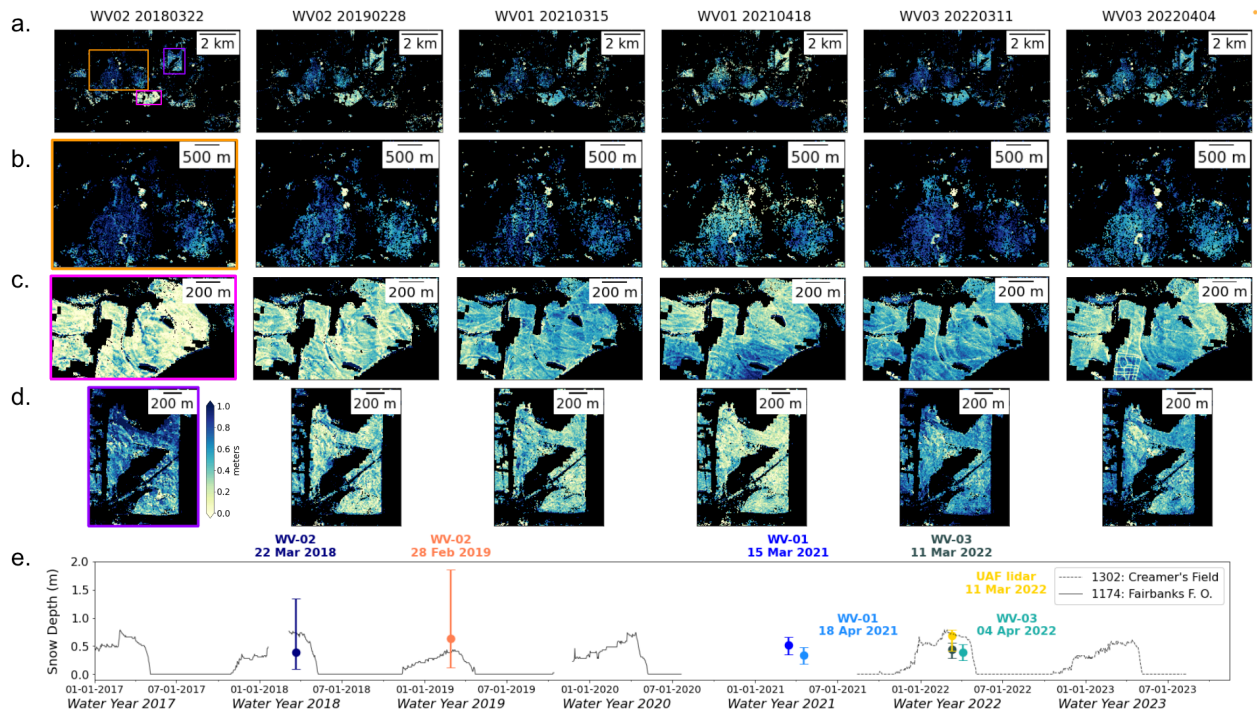 WV02 20180322 WV02 20190228 WV01 20210315 WV01 20210418 WV03 20220311 WV03 20220404
a.
2 km 2 km 2 km 2 km 2 km 2 km
b.
500 m 500 m 500 m 500 m 500 m 500 m
c.
200 m 200 m 200 m 200 m 200 m 200 m
d.
200 m 200 m 200 m 200 m 200 m 200 m
1.0
0.8
0.6
0.4
0.2
0.0
meters
e.
WV-02
22 Mar 2018
WV-02
28 Feb 2019
WV-01
15 Mar 2021
WV-03
11 Mar 2022
UAF lidar
11 Mar 2022
WV-01
18 Apr 2021
WV-03
04 Apr 2022
1302: Creamer's Field
1174: Fairbanks F. O.
Snow Depth (m)
2.0
1.5
1.0
0.5
0.0
01-01-2017 07-01-2017 01-01-2018 07-01-2018 01-01-2019 07-01-2019 01-01-2020 07-01-2020 01-01-2021 07-01-2021 01-01-2022 07-01-2022 01-01-2023 07-01-2023
Water Year 2017 Water Year 2018 Water Year 2019 Water Year 2020 Water Year 2021 Water Year 2022 Water Year 2023